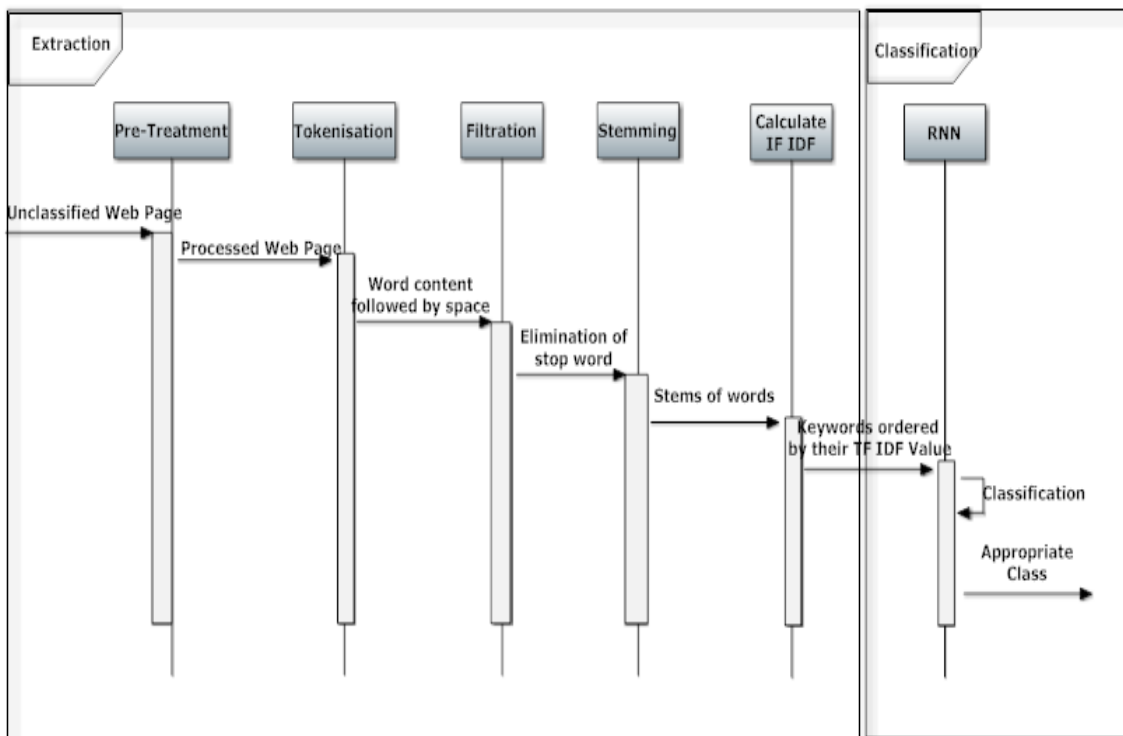 Extraction
Classification
Pre-Treatment
Tokenisation
Filtration
Stemming
Calculate
IF IDF
RNN
Unclassified Web Page
Processed Web Page
Word content
followed by space
Elimination of
stop word
Stems of words
Keywords ordered
by their TF IDF Value
Classification
Appropriate
Class